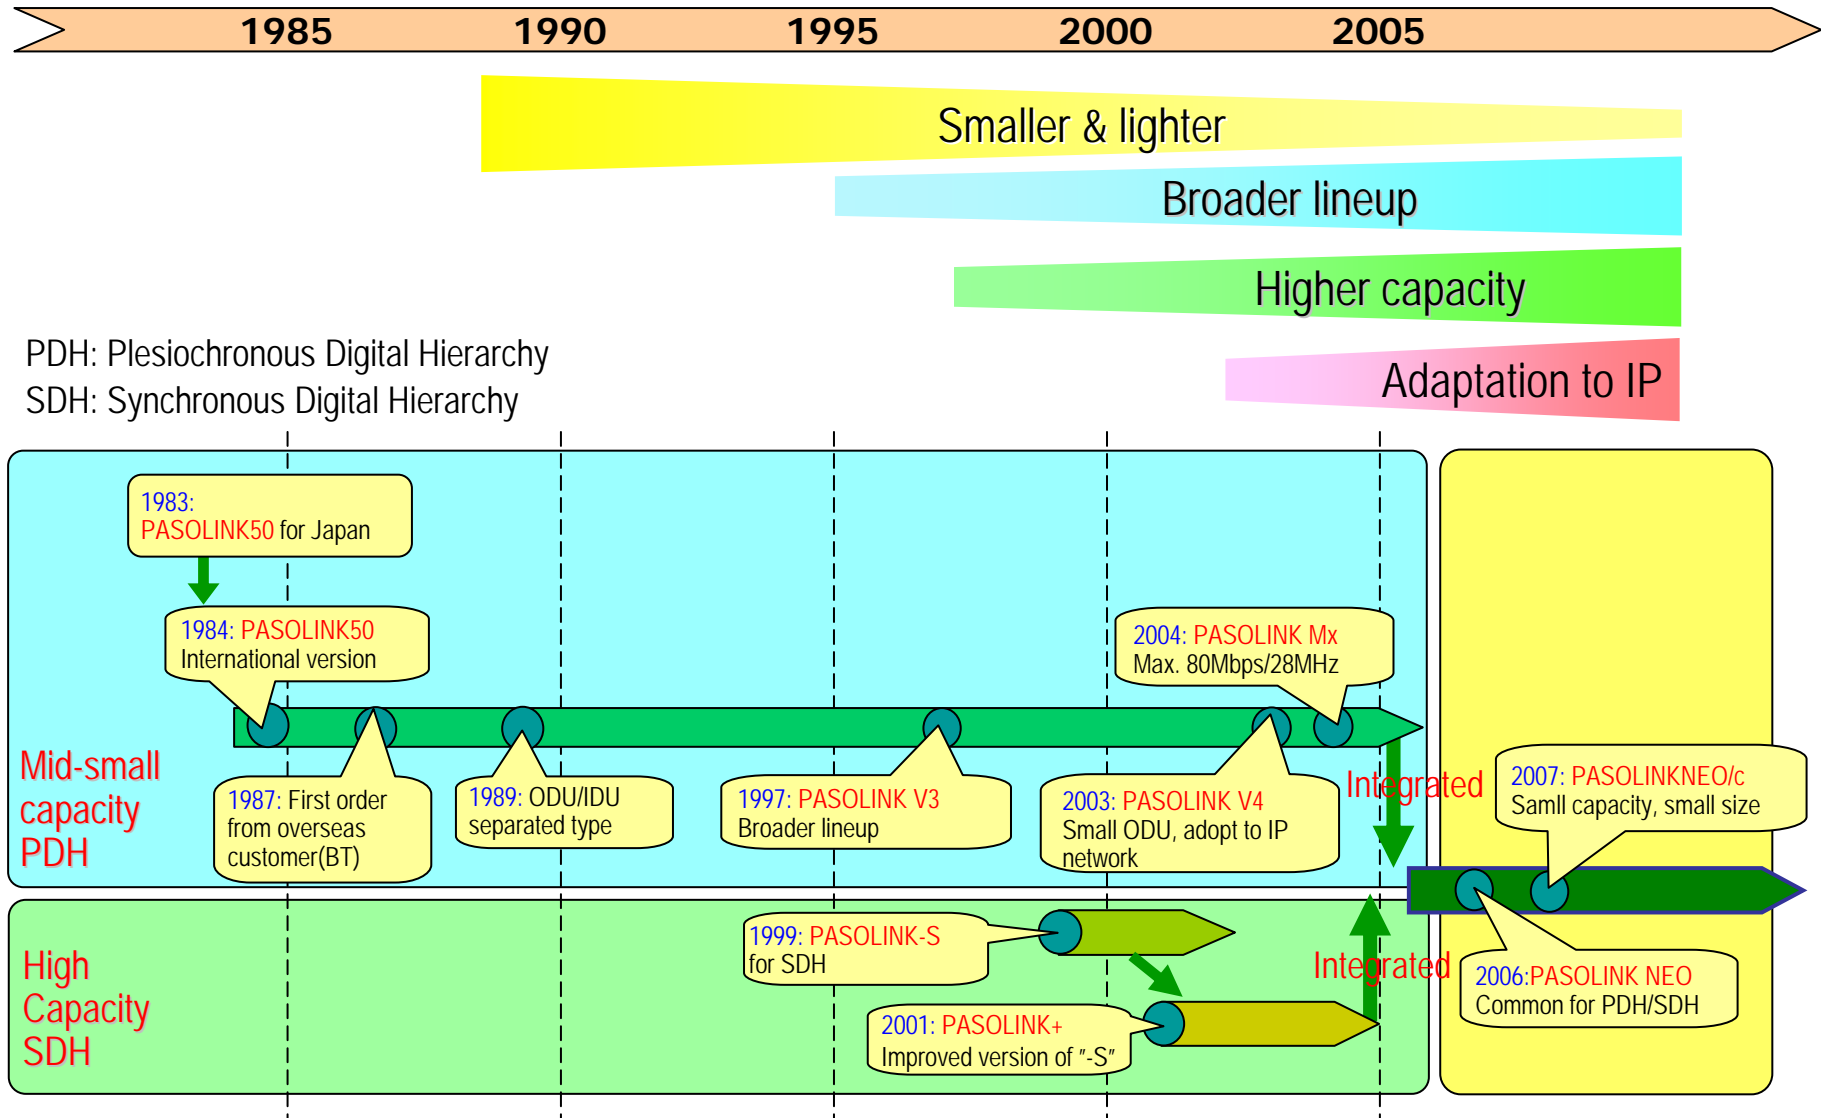 1985 1990 1995 2000 2005
Smaller & lighter
Broader lineup
Higher capacity
Adaptation to IP
PDH: Plesiochronous Digital Hierarchy
SDH: Synchronous Digital Hierarchy
1983:
PASOLINK50 for Japan
1984: PASOLINK50
International version
2004: PASOLINK Mx
Max. 80Mbps/28MHz
Mid-small
capacity
PDH
1987: First order
from overseas
customer(BT)
1989: ODU/IDU
separated type
1997: PASOLINK V3
Broader lineup
2003: PASOLINK V4
Small ODU, adopt to IP
network
Integrated
2007: PASOLINKNEO/c
Samll capacity, small size
High
Capacity
SDH
1999: PASOLINK-S
for SDH
2001: PASOLINK+
Improved version of "-S"
Integrated
2006:PASOLINK NEO
Common for PDH/SDH